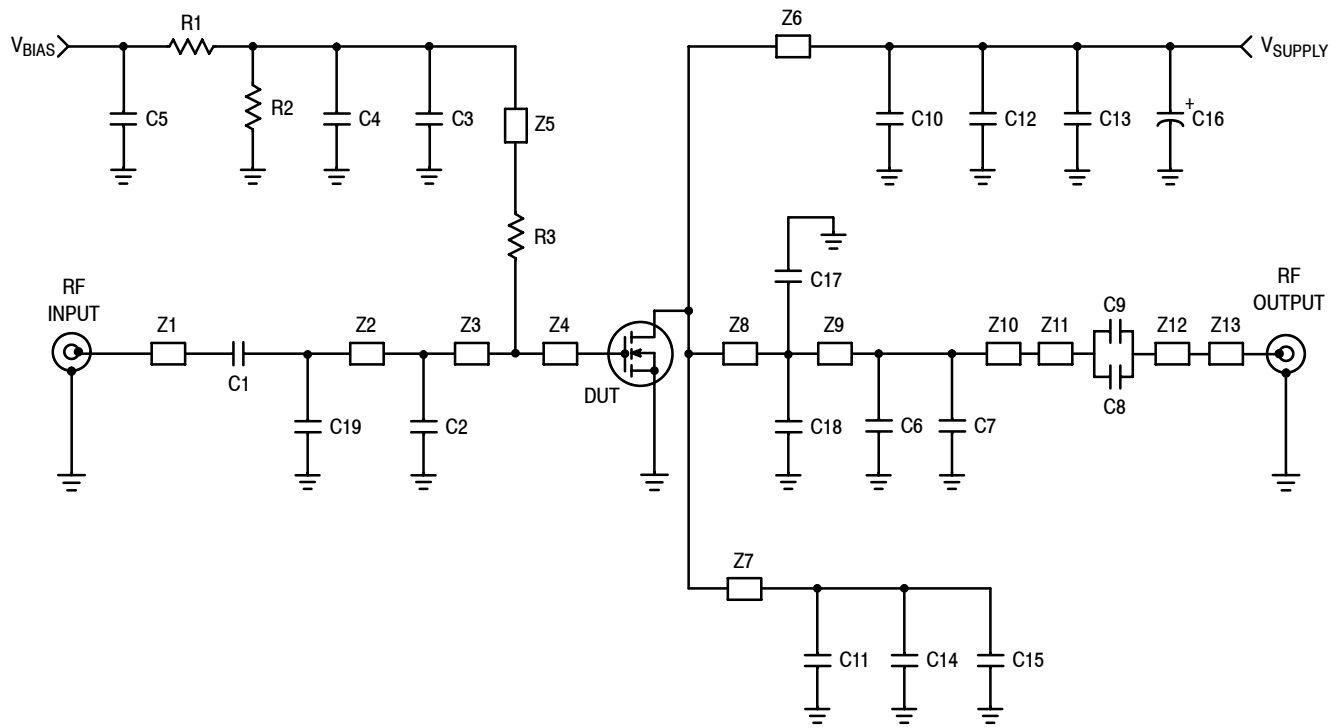 R1
Z6
V_BIAS
V_SUPPLY
C5
R2
C4
C3
Z5
C10
C12
C13
+
C16
R3
C17
RF
INPUT
RF
OUTPUT
Z1
C1
Z2
Z3
Z4
DUT
Z8
Z9
Z10
Z11
C9
C8
Z12
Z13
C19
C2
C18
C6
C7
Z7
C11
C14
C15